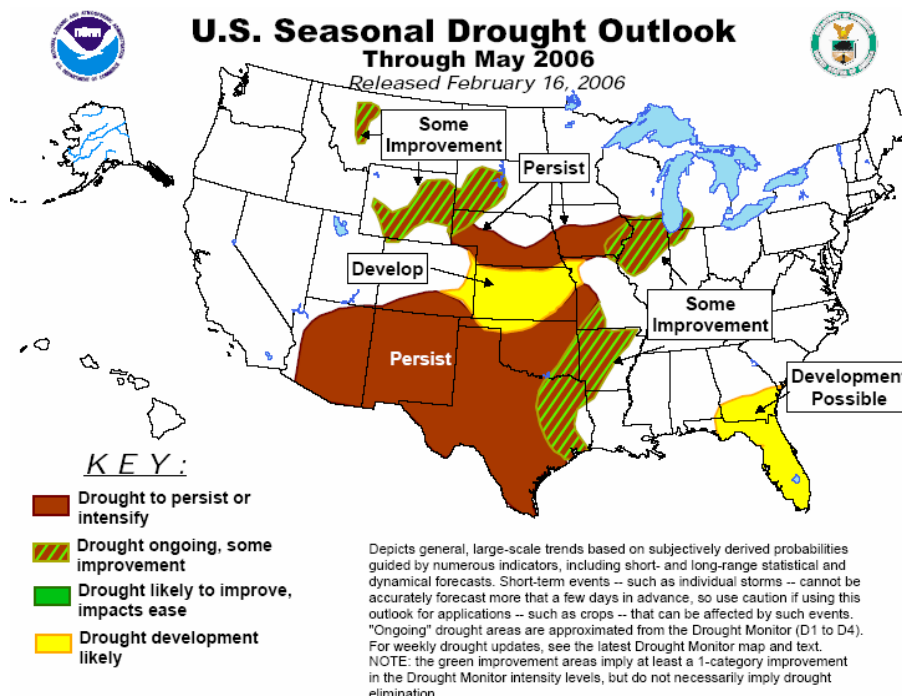 U.S. Seasonal Drought Outlook
Through May 2006
Released February 16, 2006
Some
Improvement
Persist
Develop
Some
Improvement
Persist
Development
Possible
KEY:
Drought to persist or
intensify
Drought ongoing, some
improvement
Drought likely to improve,
impacts ease
Drought development
likely
Depicts general, large-scale trends based on subjectively derived probabilities
guided by numerous indicators, including short- and long-range statistical and
dynamical forecasts. Short-term events -- such as individual storms -- cannot be
accurately forecast more that a few days in advance, so use caution if using this
outlook for applications -- such as crops -- that can be affected by such events.
"Ongoing" drought areas are approximated from the Drought Monitor (D1 to D4).
For weekly drought updates, see the latest Drought Monitor map and text.
NOTE: the green improvement areas imply at least a 1-category improvement
in the Drought Monitor intensity levels, but do not necessarily imply drought
elimination